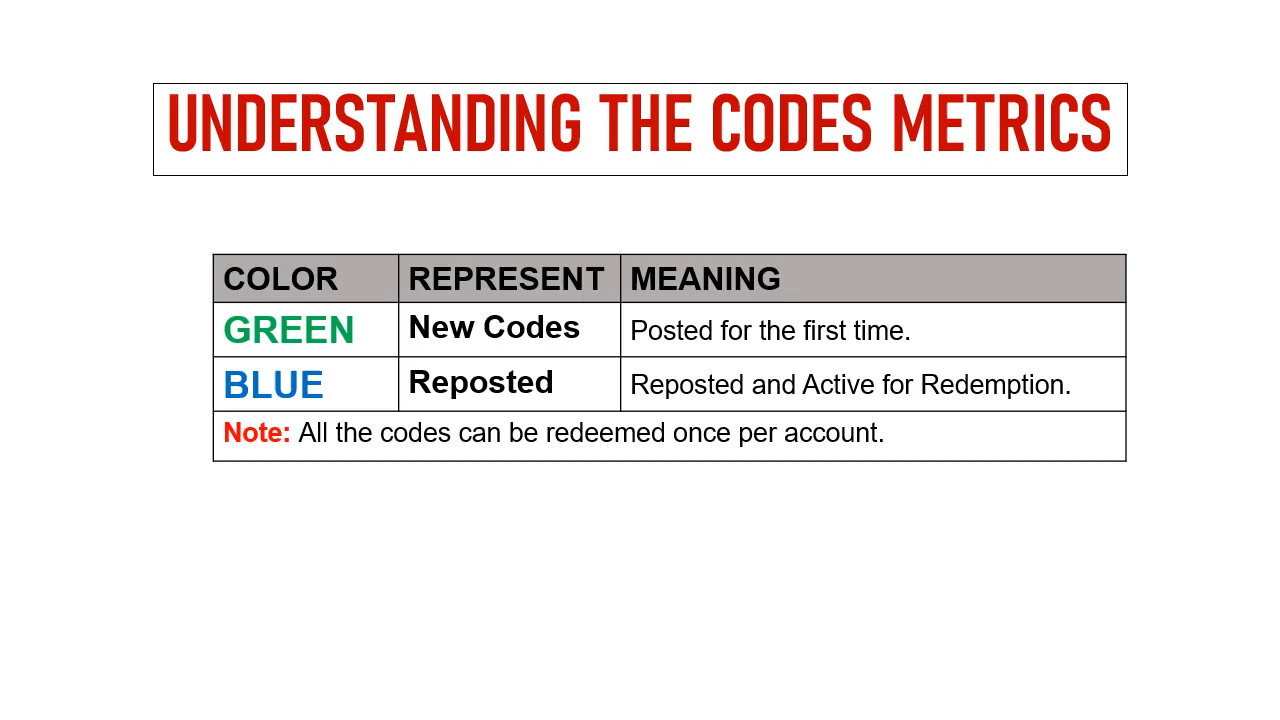 UNDERSTANDING THE CODES METRICS
COLOR REPRESENT MEANING
GREEN New Codes Posted for the first time.
BLUE Reposted Reposted and Active for Redemption.
Note: All the codes can be redeemed once per account.